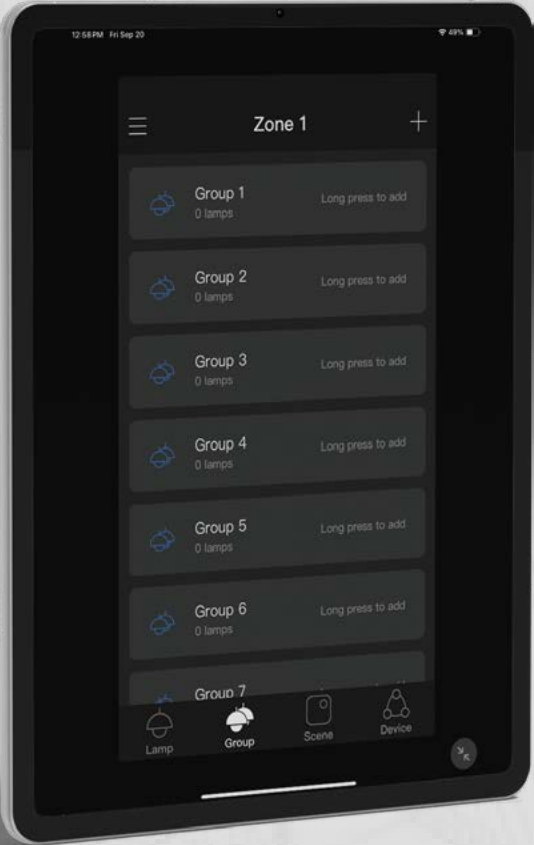 12:58 PM Fri Sep 20
49%
Zone 1
Group 1
0 lamps
Long press to add
Group 2
0 lamps
Long press to add
Group 3
0 lamps
Long press to add
Group 4
0 lamps
Long press to add
Group 5
0 lamps
Long press to add
Group 6
0 lamps
Long press to add
Group 7
Lamp
Group
Scene
Device